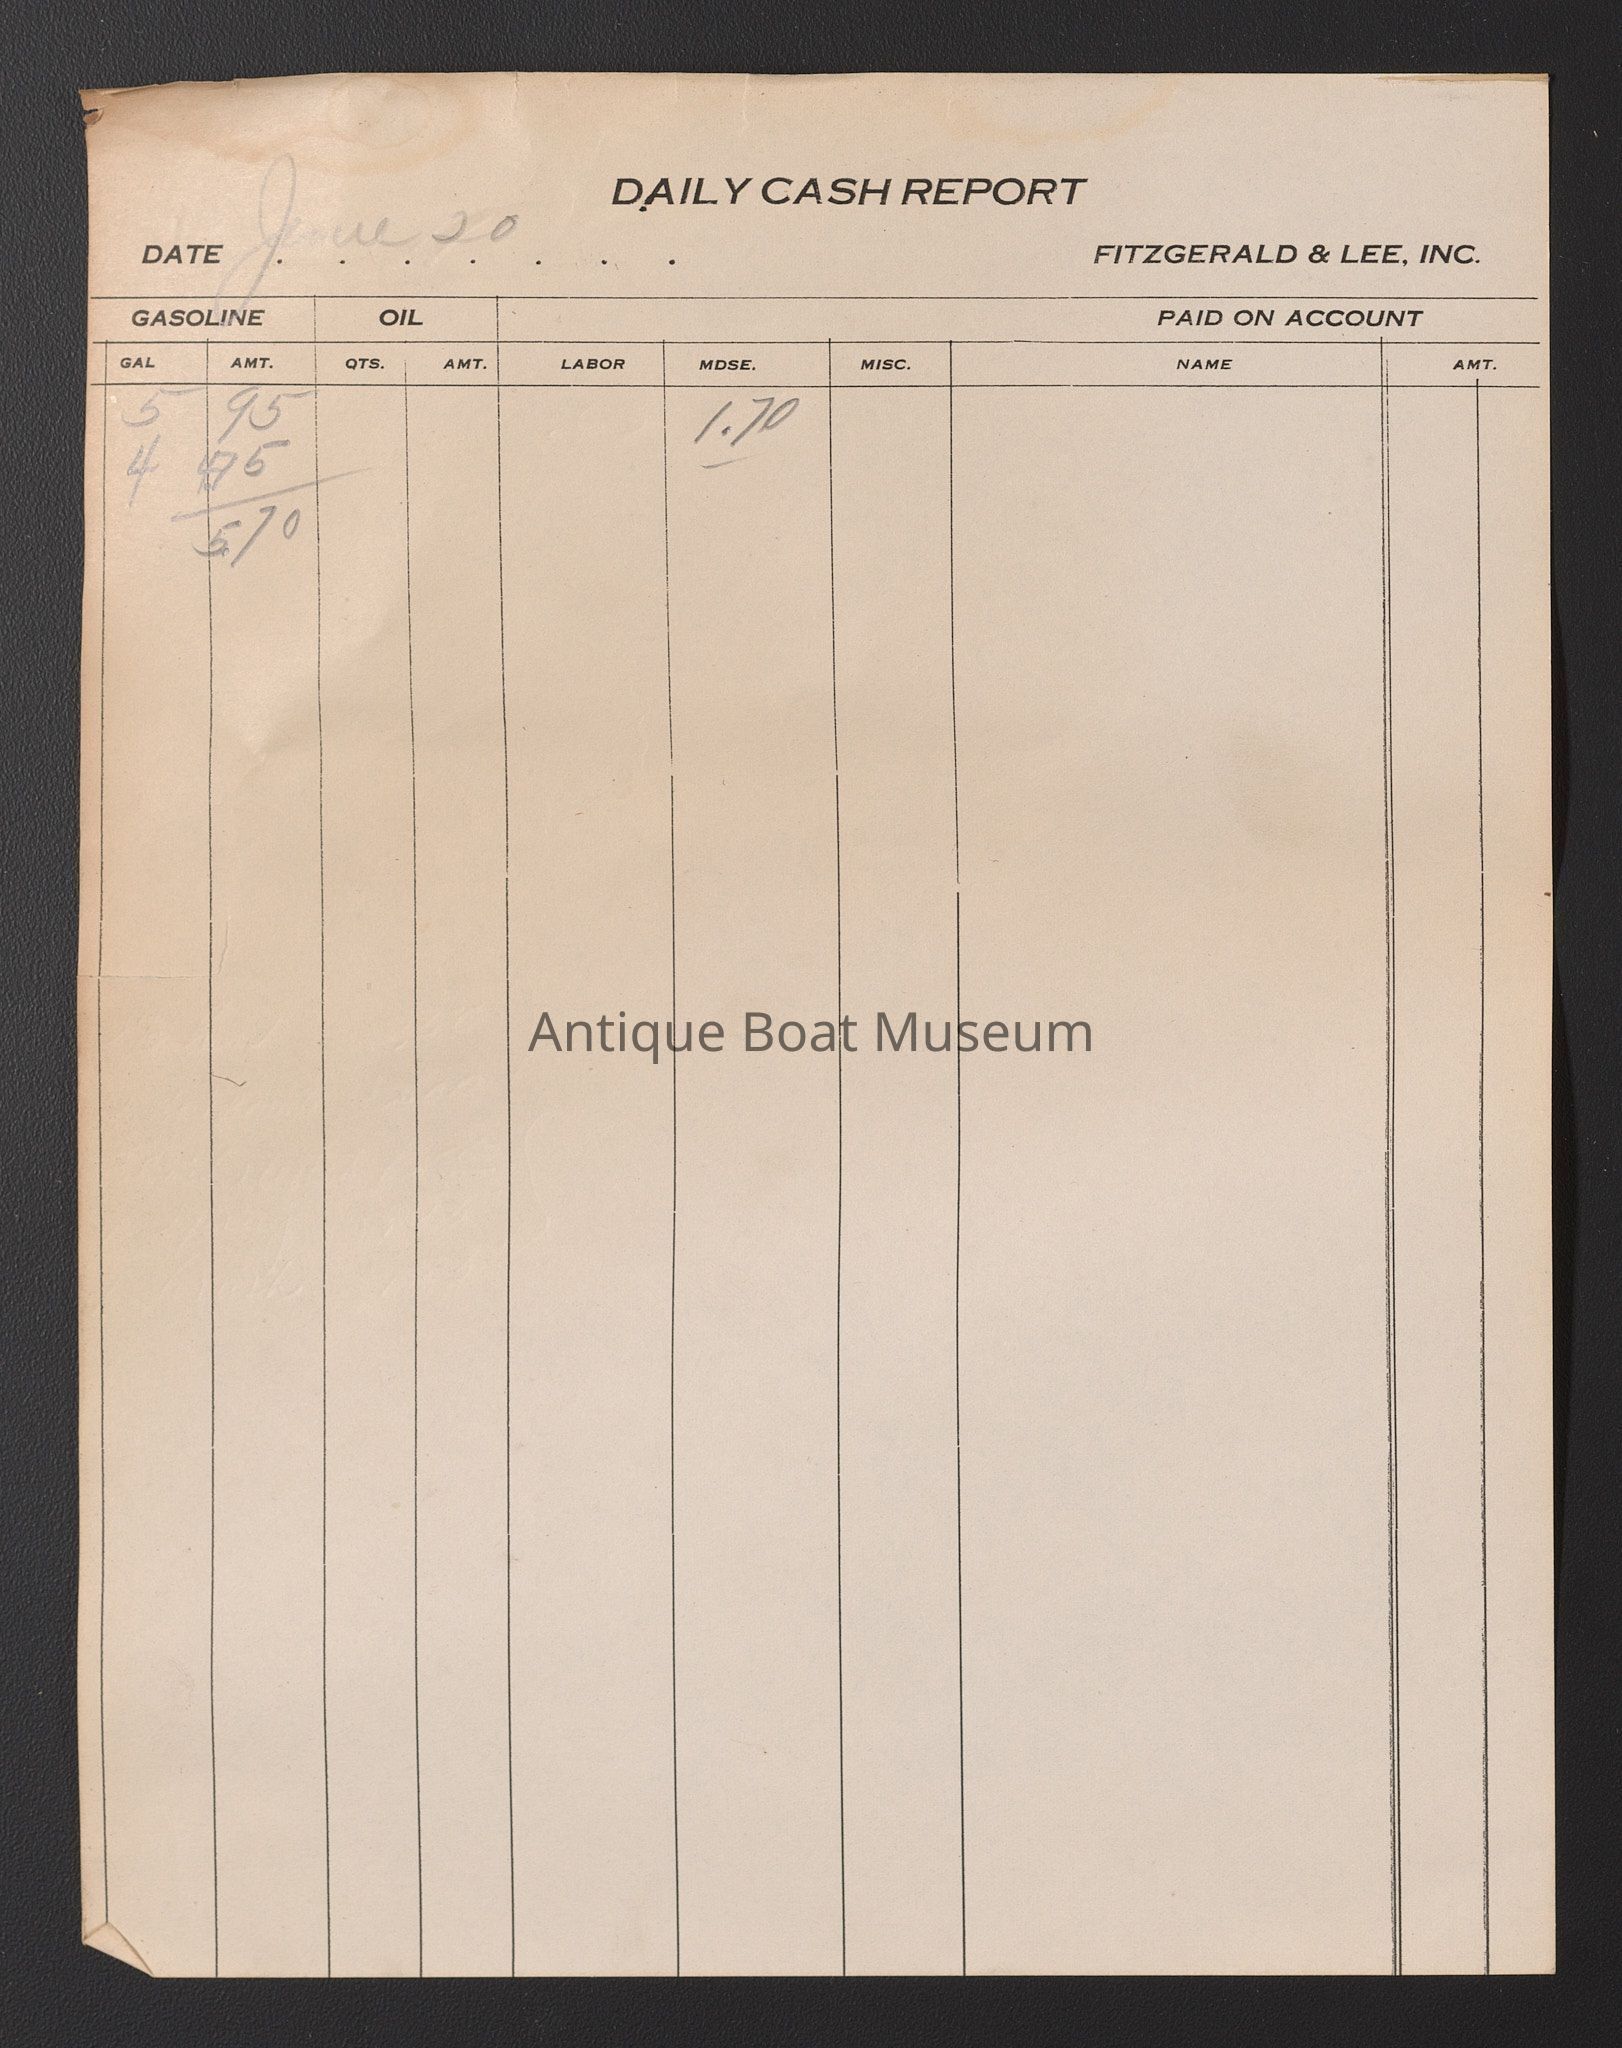 DAILY CASH REPORT
DATE June 20 . . . . . . .
FITZGERALD & LEE, INC.
GASOLINE OIL PAID ON ACCOUNT
GAL AMT. QTS. AMT. LABOR MDSE. MISC. NAME AMT.
5 95 1.70
4 475
5.70
Antique Boat Museum